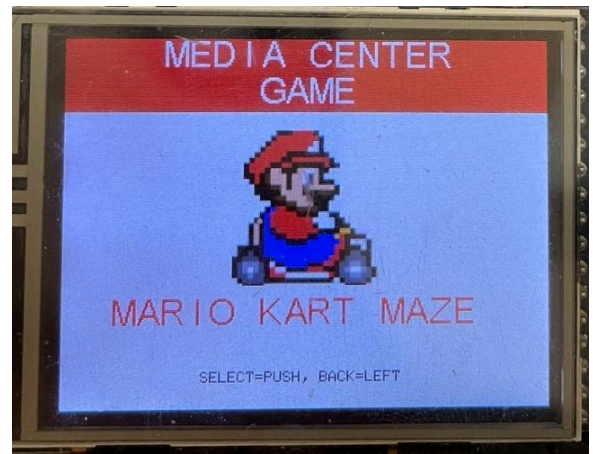 MEDIA CENTER
GAME
MARIO KART MAZE
SELECT=PUSH, BACK=LEFT